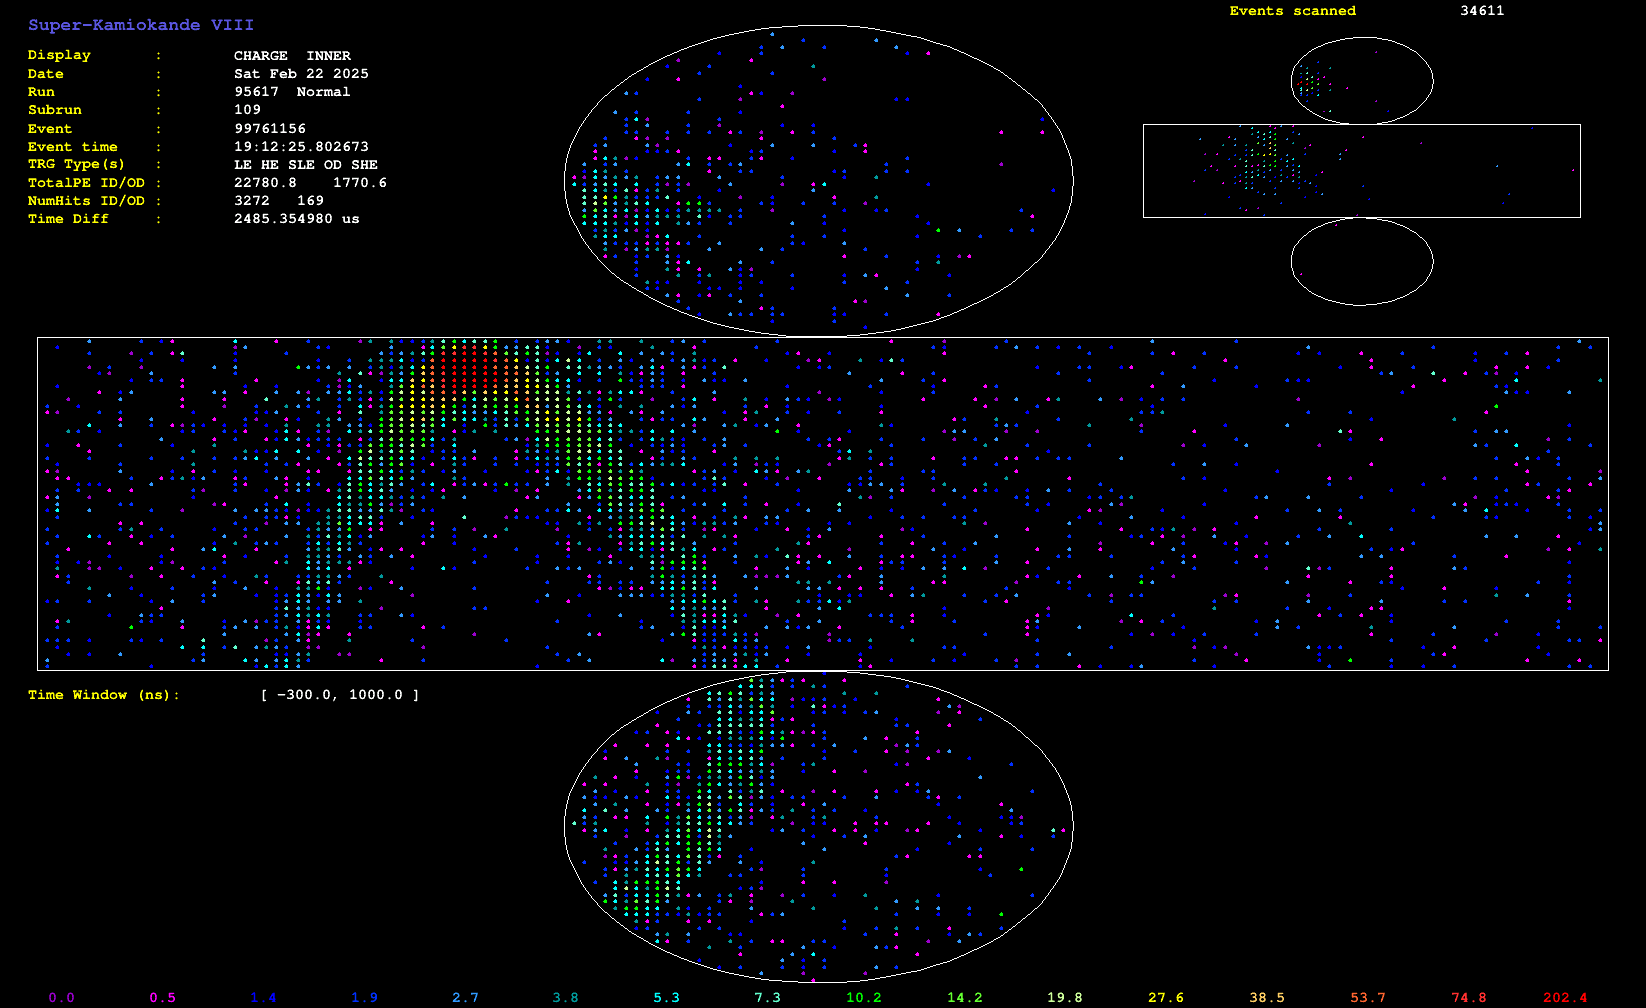 Super-Kamiokande VIII
Events scanned 34611
Display : CHARGE INNER
Date : Sat Feb 22 2025
Run : 95617 Normal
Subrun : 109
Event : 99761156
Event time : 19:12:25.802673
TRG Type(s) : LE HE SLE OD SHE
TotalPE ID/OD : 22780.8 1770.6
NumHits ID/OD : 3272 169
Time Diff : 2485.354980 us
Time Window (ns): [ -300.0, 1000.0 ]
0.0 0.5 1.4 1.9 2.7 3.8 5.3 7.3 10.2 14.2 19.8 27.6 38.5 53.7 74.8 202.4